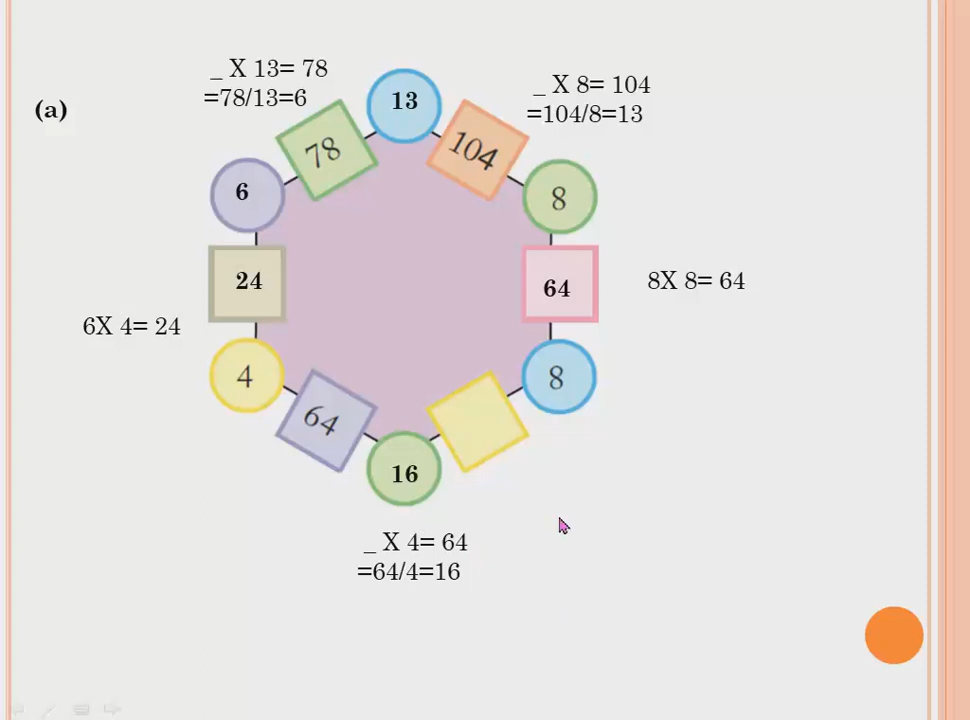 _ X 13= 78
=78/13=6
_ X 8= 104
=104/8=13
(a)
13
78
104
6
8
24
64
8X 8= 64
6X 4= 24
4
8
64
16
_ X 4= 64
=64/4=16